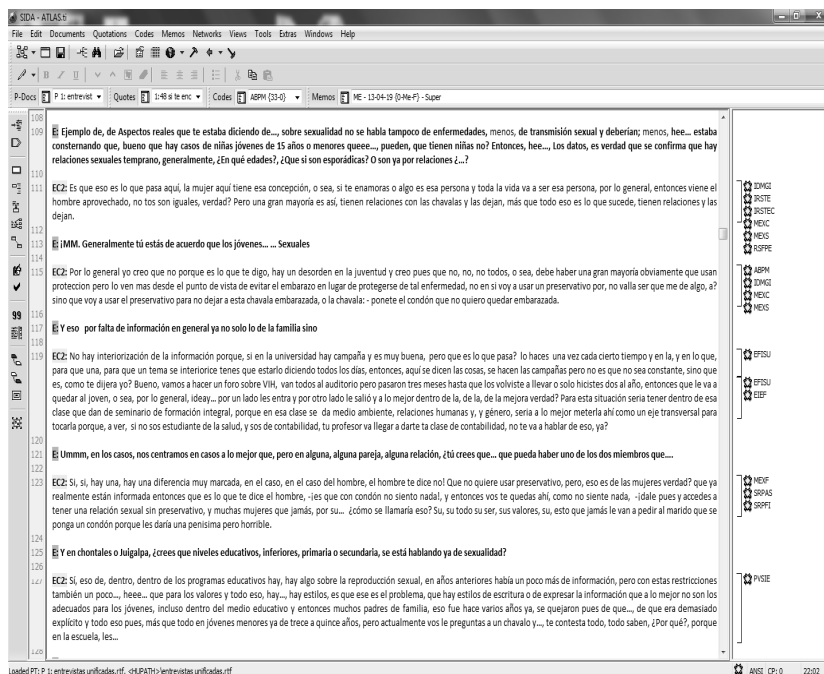 SIDA - ATLAS.ti
File Edit Documents Quotations Codes Memos Networks Views Tools Extras Windows Help
P-Docs P 1: entrevist Quotes 1:48 si te enc Codes ABPM {33-0} Memos ME - 13-04-19 {0-Me-F} - Super
108
109 E: Ejemplo de, de Aspectos reales que te estaba diciendo de..., sobre sexualidad no se habla tampoco de enfermedades, menos, de transmisión sexual y deberían; menos, hee... estaba
consternando que, bueno que hay casos de niñas jóvenes de 15 años o menores queee..., pueden, que tienen niñas no? Entonces, hee..., Los datos, es verdad que se confirma que hay
relaciones sexuales temprano, generalmente, ¿En qué edades?, ¿Que si son esporádicas? O son ya por relaciones ¿...?
110
111 EC2: Es que eso es lo que pasa aquí, la mujer aquí tiene esa concepción, o sea, si te enamoras o algo es esa persona y toda la vida va a ser esa persona, por lo general, entonces viene el
hombre aprovechado, no tos son iguales, verdad? Pero una gran mayoría es así, tienen relaciones con las chavalas y las dejan, más que todo eso es lo que sucede, tienen relaciones y las
dejan.
IDMGI
IRSTE
IRSTEC
MEXC
MEXS
RSFPE
112
113 E: ¡MM. Generalmente tú estás de acuerdo que los jóvenes... ... Sexuales
114
115 EC2: Por lo general yo creo que no porque es lo que te digo, hay un desorden en la juventud y creo pues que no, no, no todos, o sea, debe haber una gran mayoría obviamente que usan
proteccion pero lo ven mas desde el punto de vista de evitar el embarazo en lugar de protegerse de tal enfermedad, no en si voy a usar un preservativo por, no valla ser que me de algo, a?
sino que voy a usar el preservativo para no dejar a esta chavala embarazada, o la chavala: - ponete el condón que no quiero quedar embarazada.
ABPM
IDMGI
MEXC
MEXS
116
117 E: Y eso por falta de información en general ya no solo lo de la familia sino
118
119 EC2: No hay interiorización de la información porque, si en la universidad hay campaña y es muy buena, pero que es lo que pasa? lo haces una vez cada cierto tiempo y en la, y en lo que,
para que una, para que un tema se interiorice tenes que estarlo diciendo todos los días, entonces, aquí se dicen las cosas, se hacen las campañas pero no es que no sea constante, sino que
es, como te dijera yo? Bueno, vamos a hacer un foro sobre VIH, van todos al auditorio pero pasaron tres meses hasta que los volviste a llevar o solo hicistes dos al año, entonces que le va a
quedar al joven, o sea, por lo general, ideay... por un lado les entra y por otro lado le salió y a lo mejor dentro de la, de la, de la mejora verdad? Para esta situación seria tener dentro de esa
clase que dan de seminario de formación integral, porque en esa clase se da medio ambiente, relaciones humanas y, y género, seria a lo mejor meterla ahí como un eje transversal para
tocarla porque, a ver, si no sos estudiante de la salud, y sos de contabilidad, tu profesor va llegar a darte ta clase de contabilidad, no te va a hablar de eso, ya?
EFISU
EFISU
EIEF
120
121 E: Ummm, en los casos, nos centramos en casos a lo mejor que, pero en alguna, alguna pareja, alguna relación, ¿tú crees que... que pueda haber uno de los dos miembros que....
122
123 EC2: Si, si, hay una, hay una diferencia muy marcada, en el caso, en el caso del hombre, el hombre te dice no! Que no quiere usar preservativo, pero, eso es de las mujeres verdad? que ya
realmente están informada entonces que es lo que te dice el hombre, -¡es que con condón no siento nada!, y entonces vos te quedas ahí, como no siente nada, -¡dale pues y accedes a
tener una relación sexual sin preservativo, y muchas mujeres que jamás, por su... ¿cómo se llamaría eso? Su, su todo su ser, sus valores, su, esto que jamás le van a pedir al marido que se
ponga un condón porque les daría una penisima pero horrible.
MEXF
SRPAS
SRPFI
124
125 E: Y en chontales o Juigalpa, ¿crees que niveles educativos, inferiores, primaria o secundaria, se está hablando ya de sexualidad?
126
127 EC2: Sí, eso de, dentro, dentro de los programas educativos hay, hay algo sobre la reproducción sexual, en años anteriores había un poco más de información, pero con estas restricciones
también un poco..., heee... que para los valores y todo eso, hay..., hay estilos, es que ese es el problema, que hay estilos de escritura o de expresar la información que a lo mejor no son los
adecuados para los jóvenes, incluso dentro del medio educativo y entonces muchos padres de familia, eso fue hace varios años ya, se quejaron pues de que..., de que era demasiado
explícito y todo eso pues, más que todo en jóvenes menores ya de trece a quince años, pero actualmente vos le preguntas a un chavalo y..., te contesta todo, todo saben, ¿Por qué?, porque
en la escuela, les...
PVSIE
128
Loaded PT: P 1: entrevistas unificadas.rtf, <HUPATH>\entrevistas unificadas.rtf ANSI CP: 0 22:02